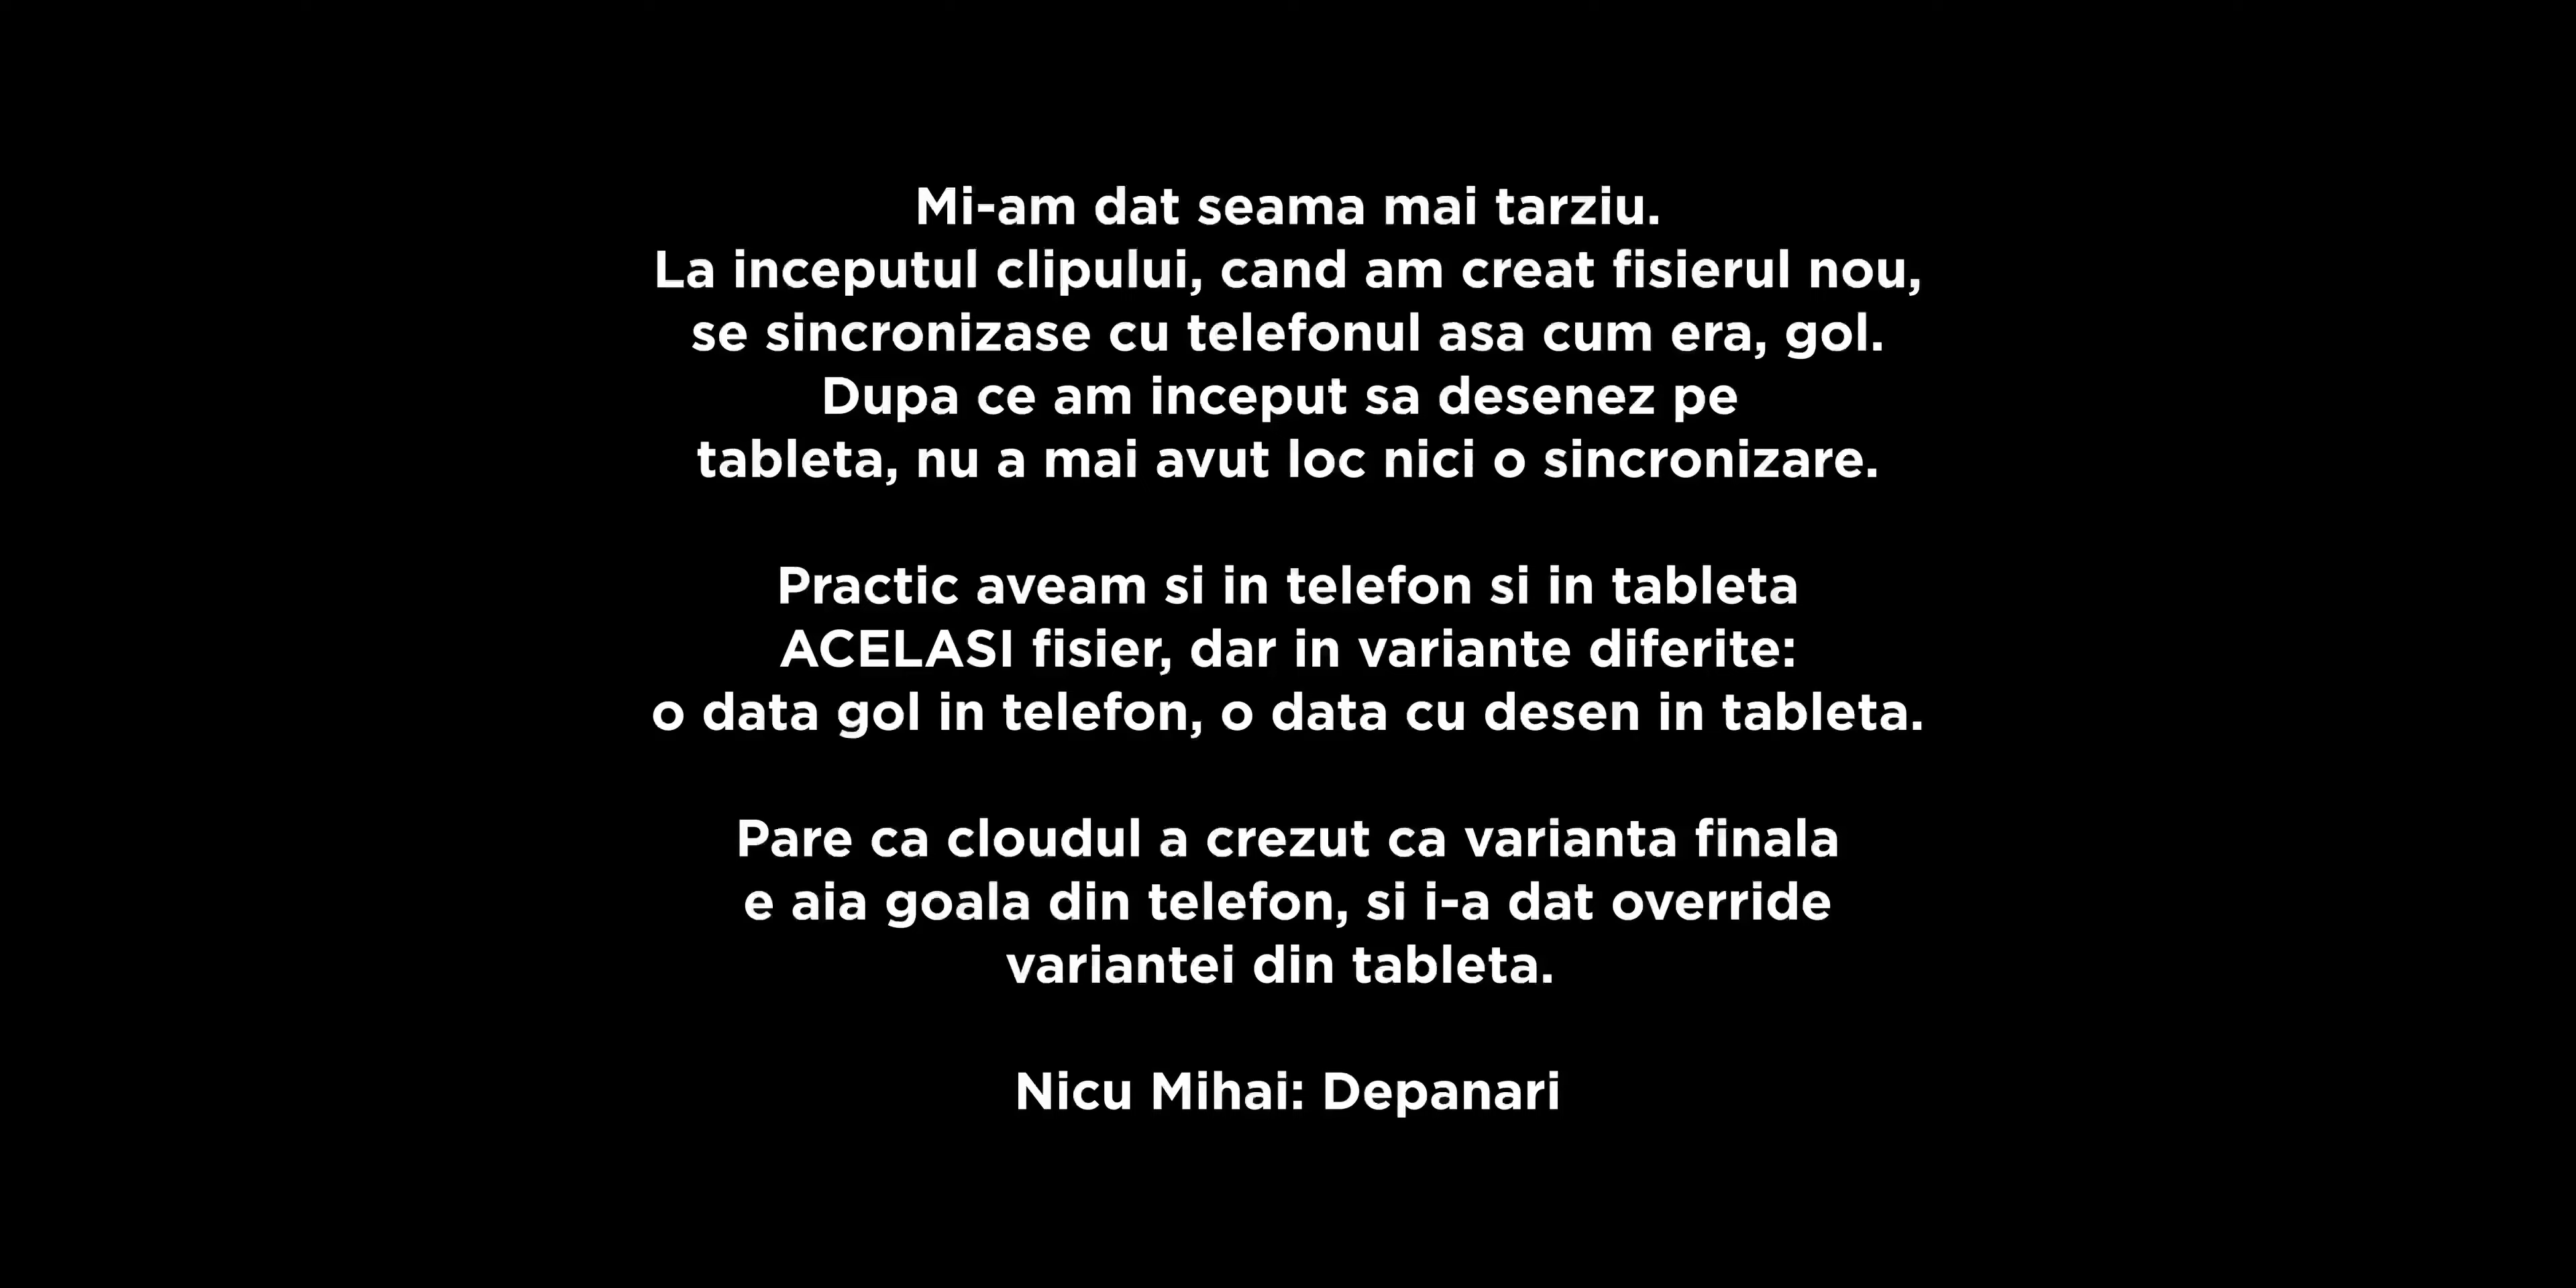 Mi-am dat seama mai tarziu.
La inceputul clipului, cand am creat fisierul nou,
se sincronizase cu telefonul asa cum era, gol.
Dupa ce am inceput sa desenez pe
tableta, nu a mai avut loc nici o sincronizare.
Practic aveam si in telefon si in tableta
ACELASI fisier, dar in variante diferite:
o data gol in telefon, o data cu desen in tableta.
Pare ca cloudul a crezut ca varianta finala
e aia goala din telefon, si i-a dat override
variantei din tableta.
Nicu Mihai: Depanari